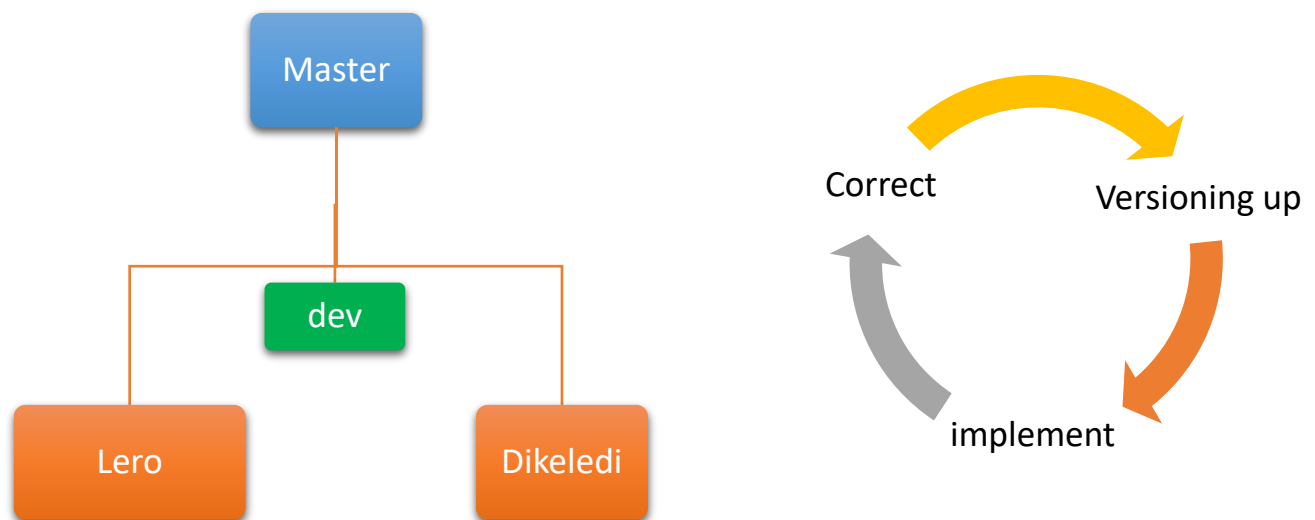 Master
dev
Lero
Dikeledi
Correct
Versioning up
implement